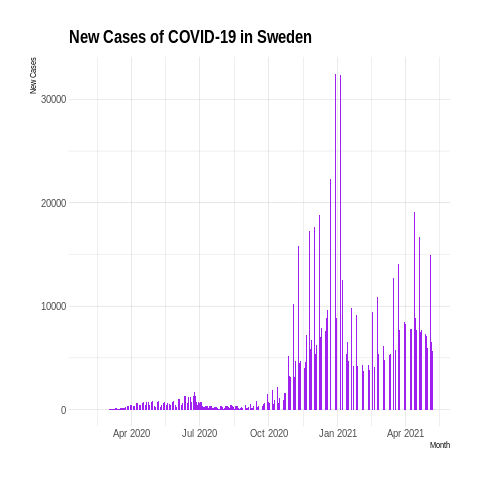 New Cases of COVID-19 in Sweden
New Cases
30000
20000
10000
0
Apr 2020 Jul 2020 Oct 2020 Jan 2021 Apr 2021
Month